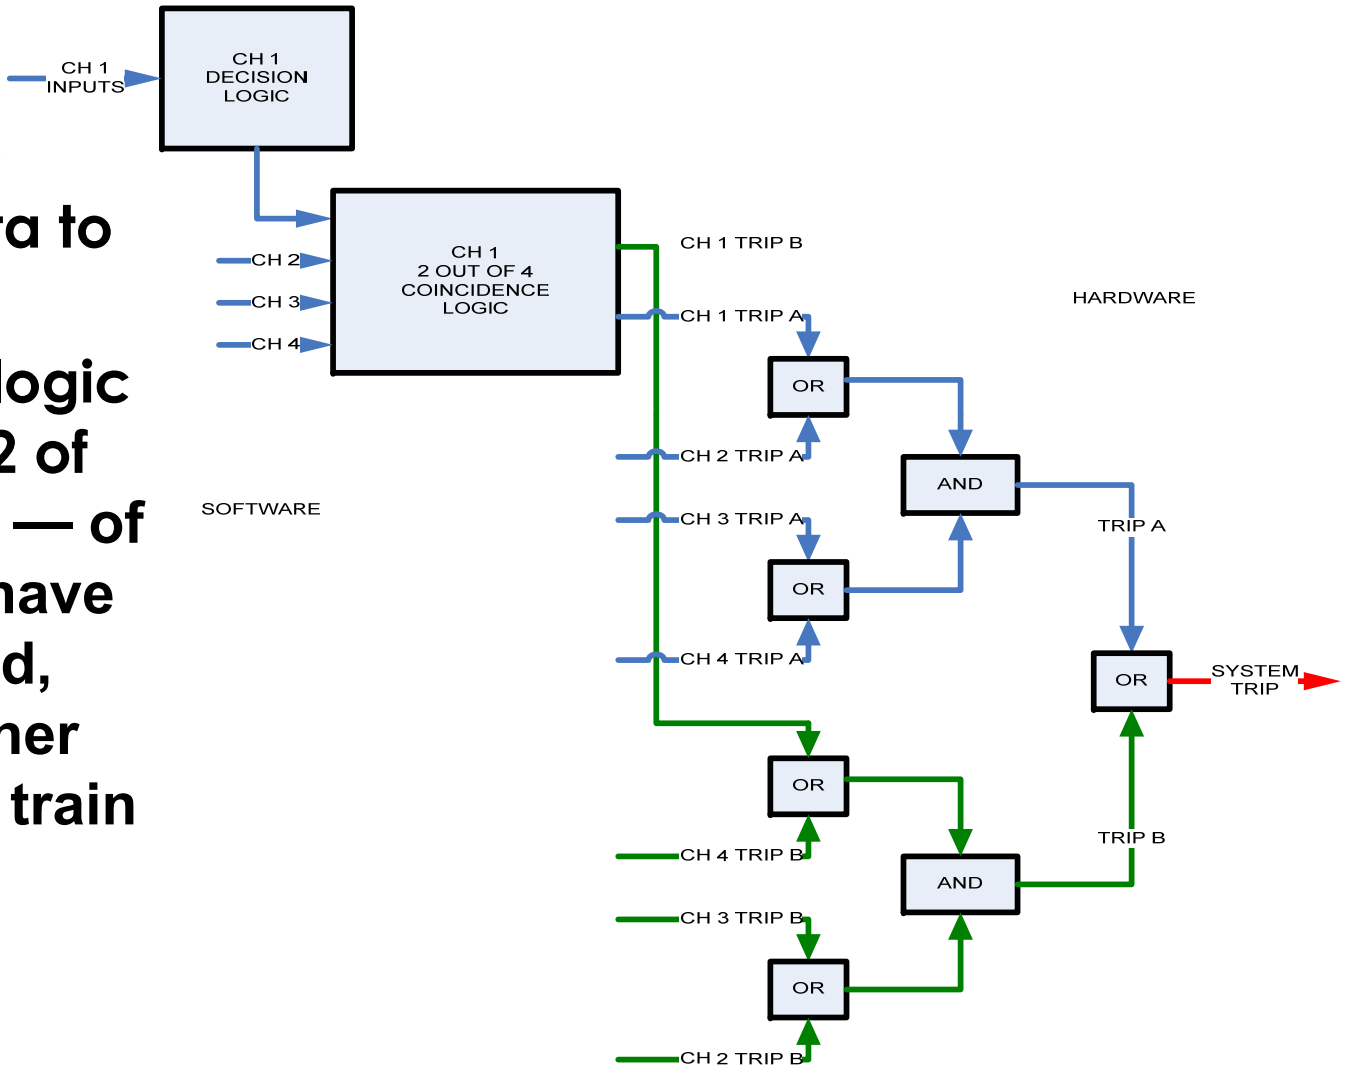 CH 1
INPUTS
CH 1
DECISION
LOGIC
ta to
CH 2
CH 3
CH 4
CH 1
2 OUT OF 4
COINCIDENCE
LOGIC
CH 1 TRIP B
HARDWARE
CH 1 TRIP A
OR
CH 2 TRIP A
logic
2 of
— of
have
d,
ner
train
SOFTWARE
AND
CH 3 TRIP A
OR
CH 4 TRIP A
TRIP A
OR
SYSTEM
TRIP
OR
CH 4 TRIP B
TRIP B
AND
CH 3 TRIP B
OR
CH 2 TRIP B